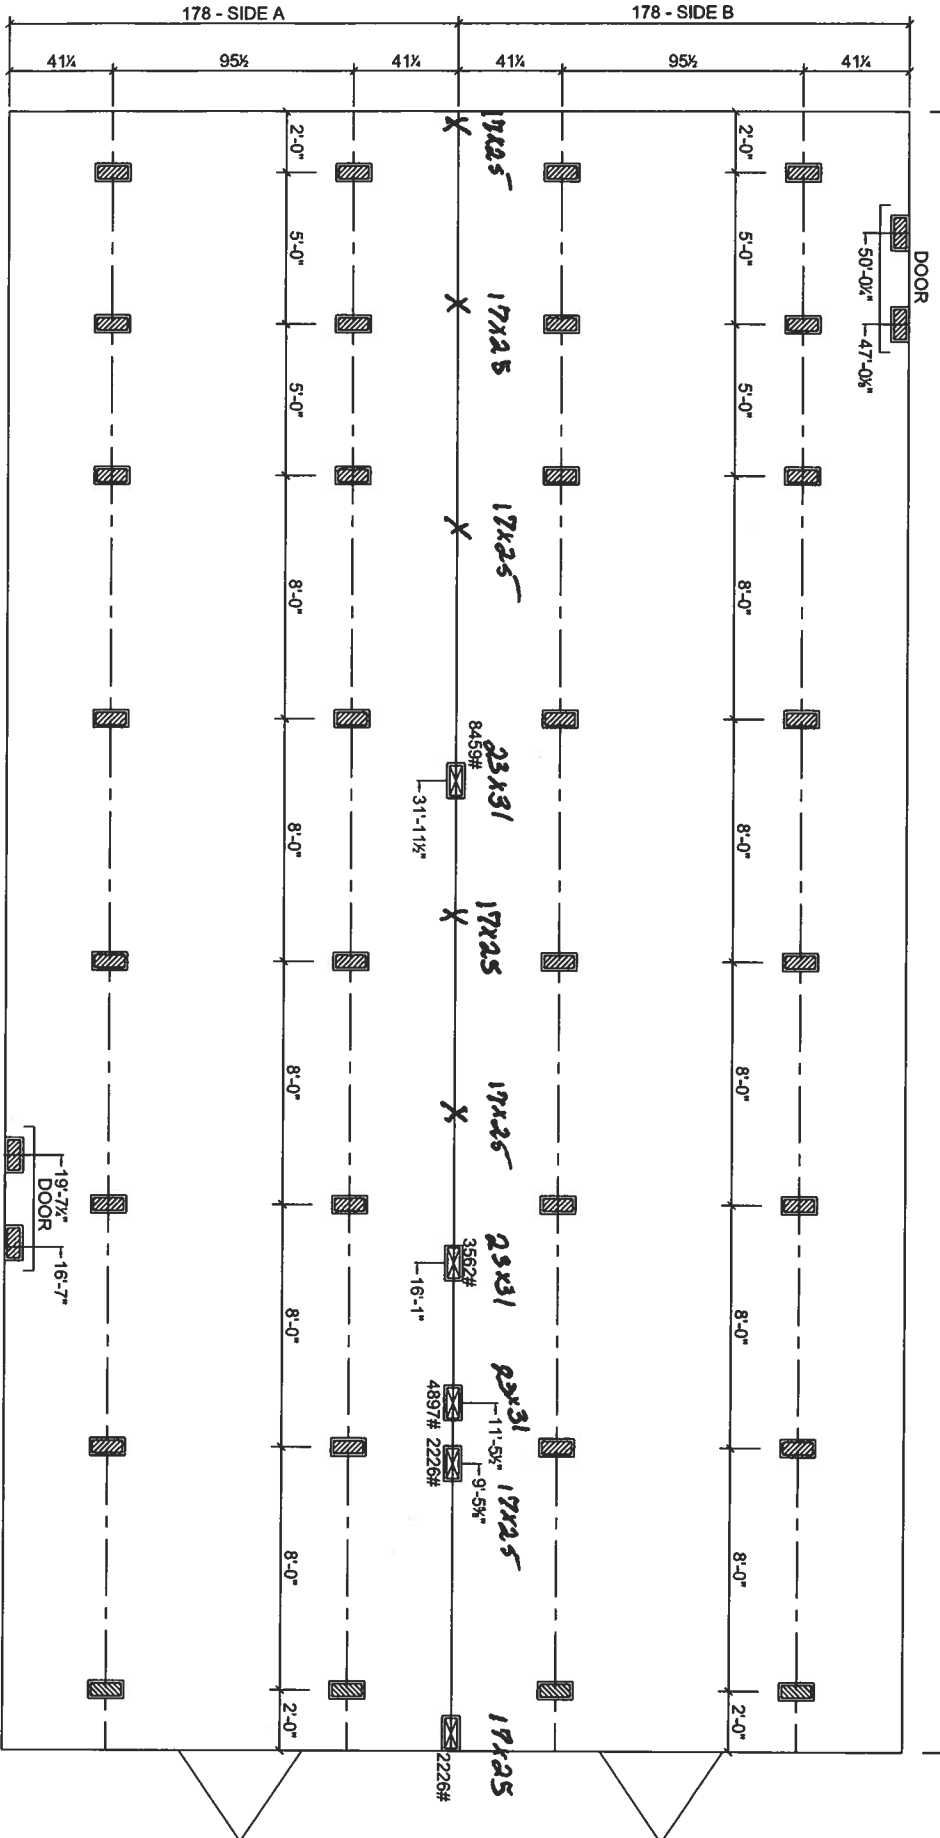 178 - SIDE A
178 - SIDE B
41¼
95½
41¼
41¼
95½
41¼
2'-0"
5'-0"
5'-0"
8'-0"
8'-0"
8'-0"
8'-0"
8'-0"
2'-0"
2'-0"
5'-0"
5'-0"
8'-0"
8'-0"
8'-0"
8'-0"
8'-0"
2'-0"
DOOR
50'-0¼"
47'-0⅛"
17x25
17x25
17x25
23x31
8459#
31'-11½"
17x25
17x25
19'-7¼"
DOOR
16'-7"
23x31
3562#
16'-1"
23x31
11'-5½"
4897#
2226#
9'-5⅝"
17x25
17x25
2226#